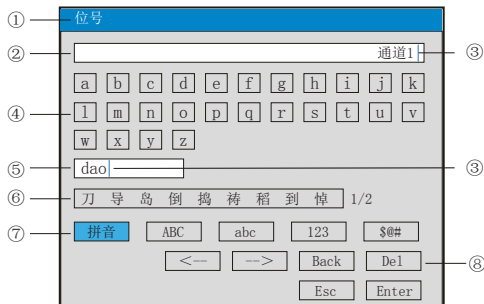 ① 位号
② 通道1 ③
a b c d e f g h i j k
④ l m n o p q r s t u v
w x y z
⑤ dao ③
⑥ 刀 导 岛 倒 捣 祷 稻 到 悼 1/2
⑦ 拼音 ABC abc 123 $@#
<-- --> Back Del ⑧
Esc Enter